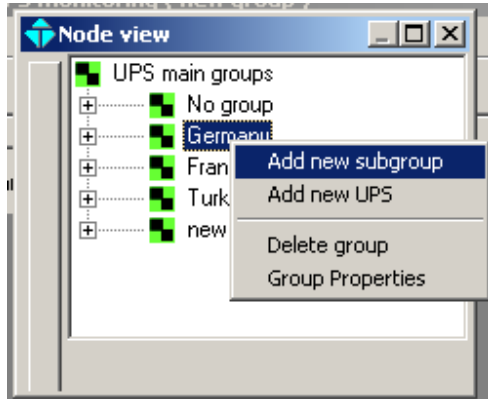 Node view
UPS main groups
No group
Germany
Fran
Turk
new
Add new subgroup
Add new UPS
Delete group
Group Properties